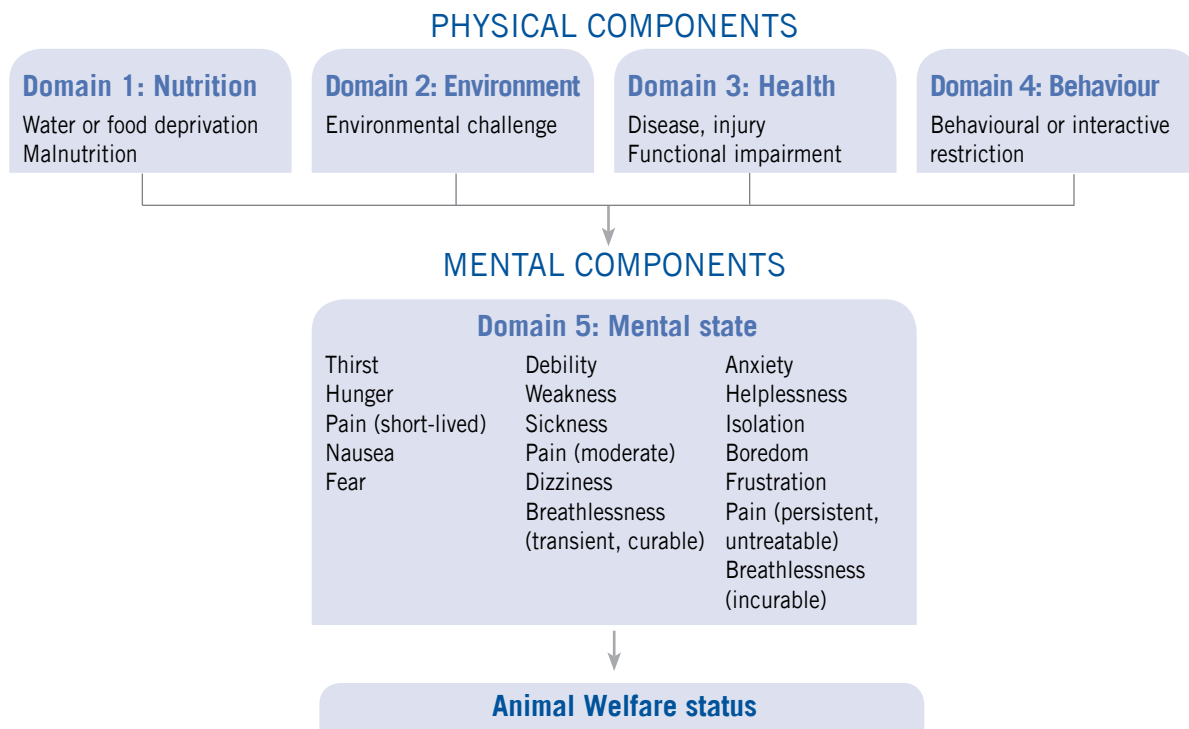 PHYSICAL COMPONENTS
Domain 1: Nutrition
Water or food deprivation
Malnutrition
Domain 2: Environment
Environmental challenge
Domain 3: Health
Disease, injury
Functional impairment
Domain 4: Behaviour
Behavioural or interactive
restriction
MENTAL COMPONENTS
Domain 5: Mental state
Thirst
Hunger
Pain (short-lived)
Nausea
Fear
Debility
Weakness
Sickness
Pain (moderate)
Dizziness
Breathlessness
(transient, curable)
Anxiety
Helplessness
Isolation
Boredom
Frustration
Pain (persistent,
untreatable)
Breathlessness
(incurable)
Animal Welfare status